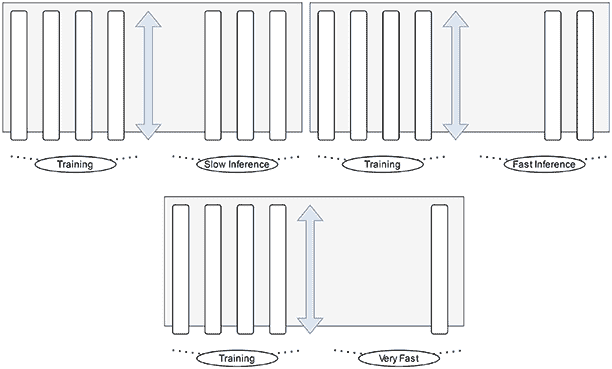 Training
Slow Inference
Training
Fast Inference
Training
Very Fast